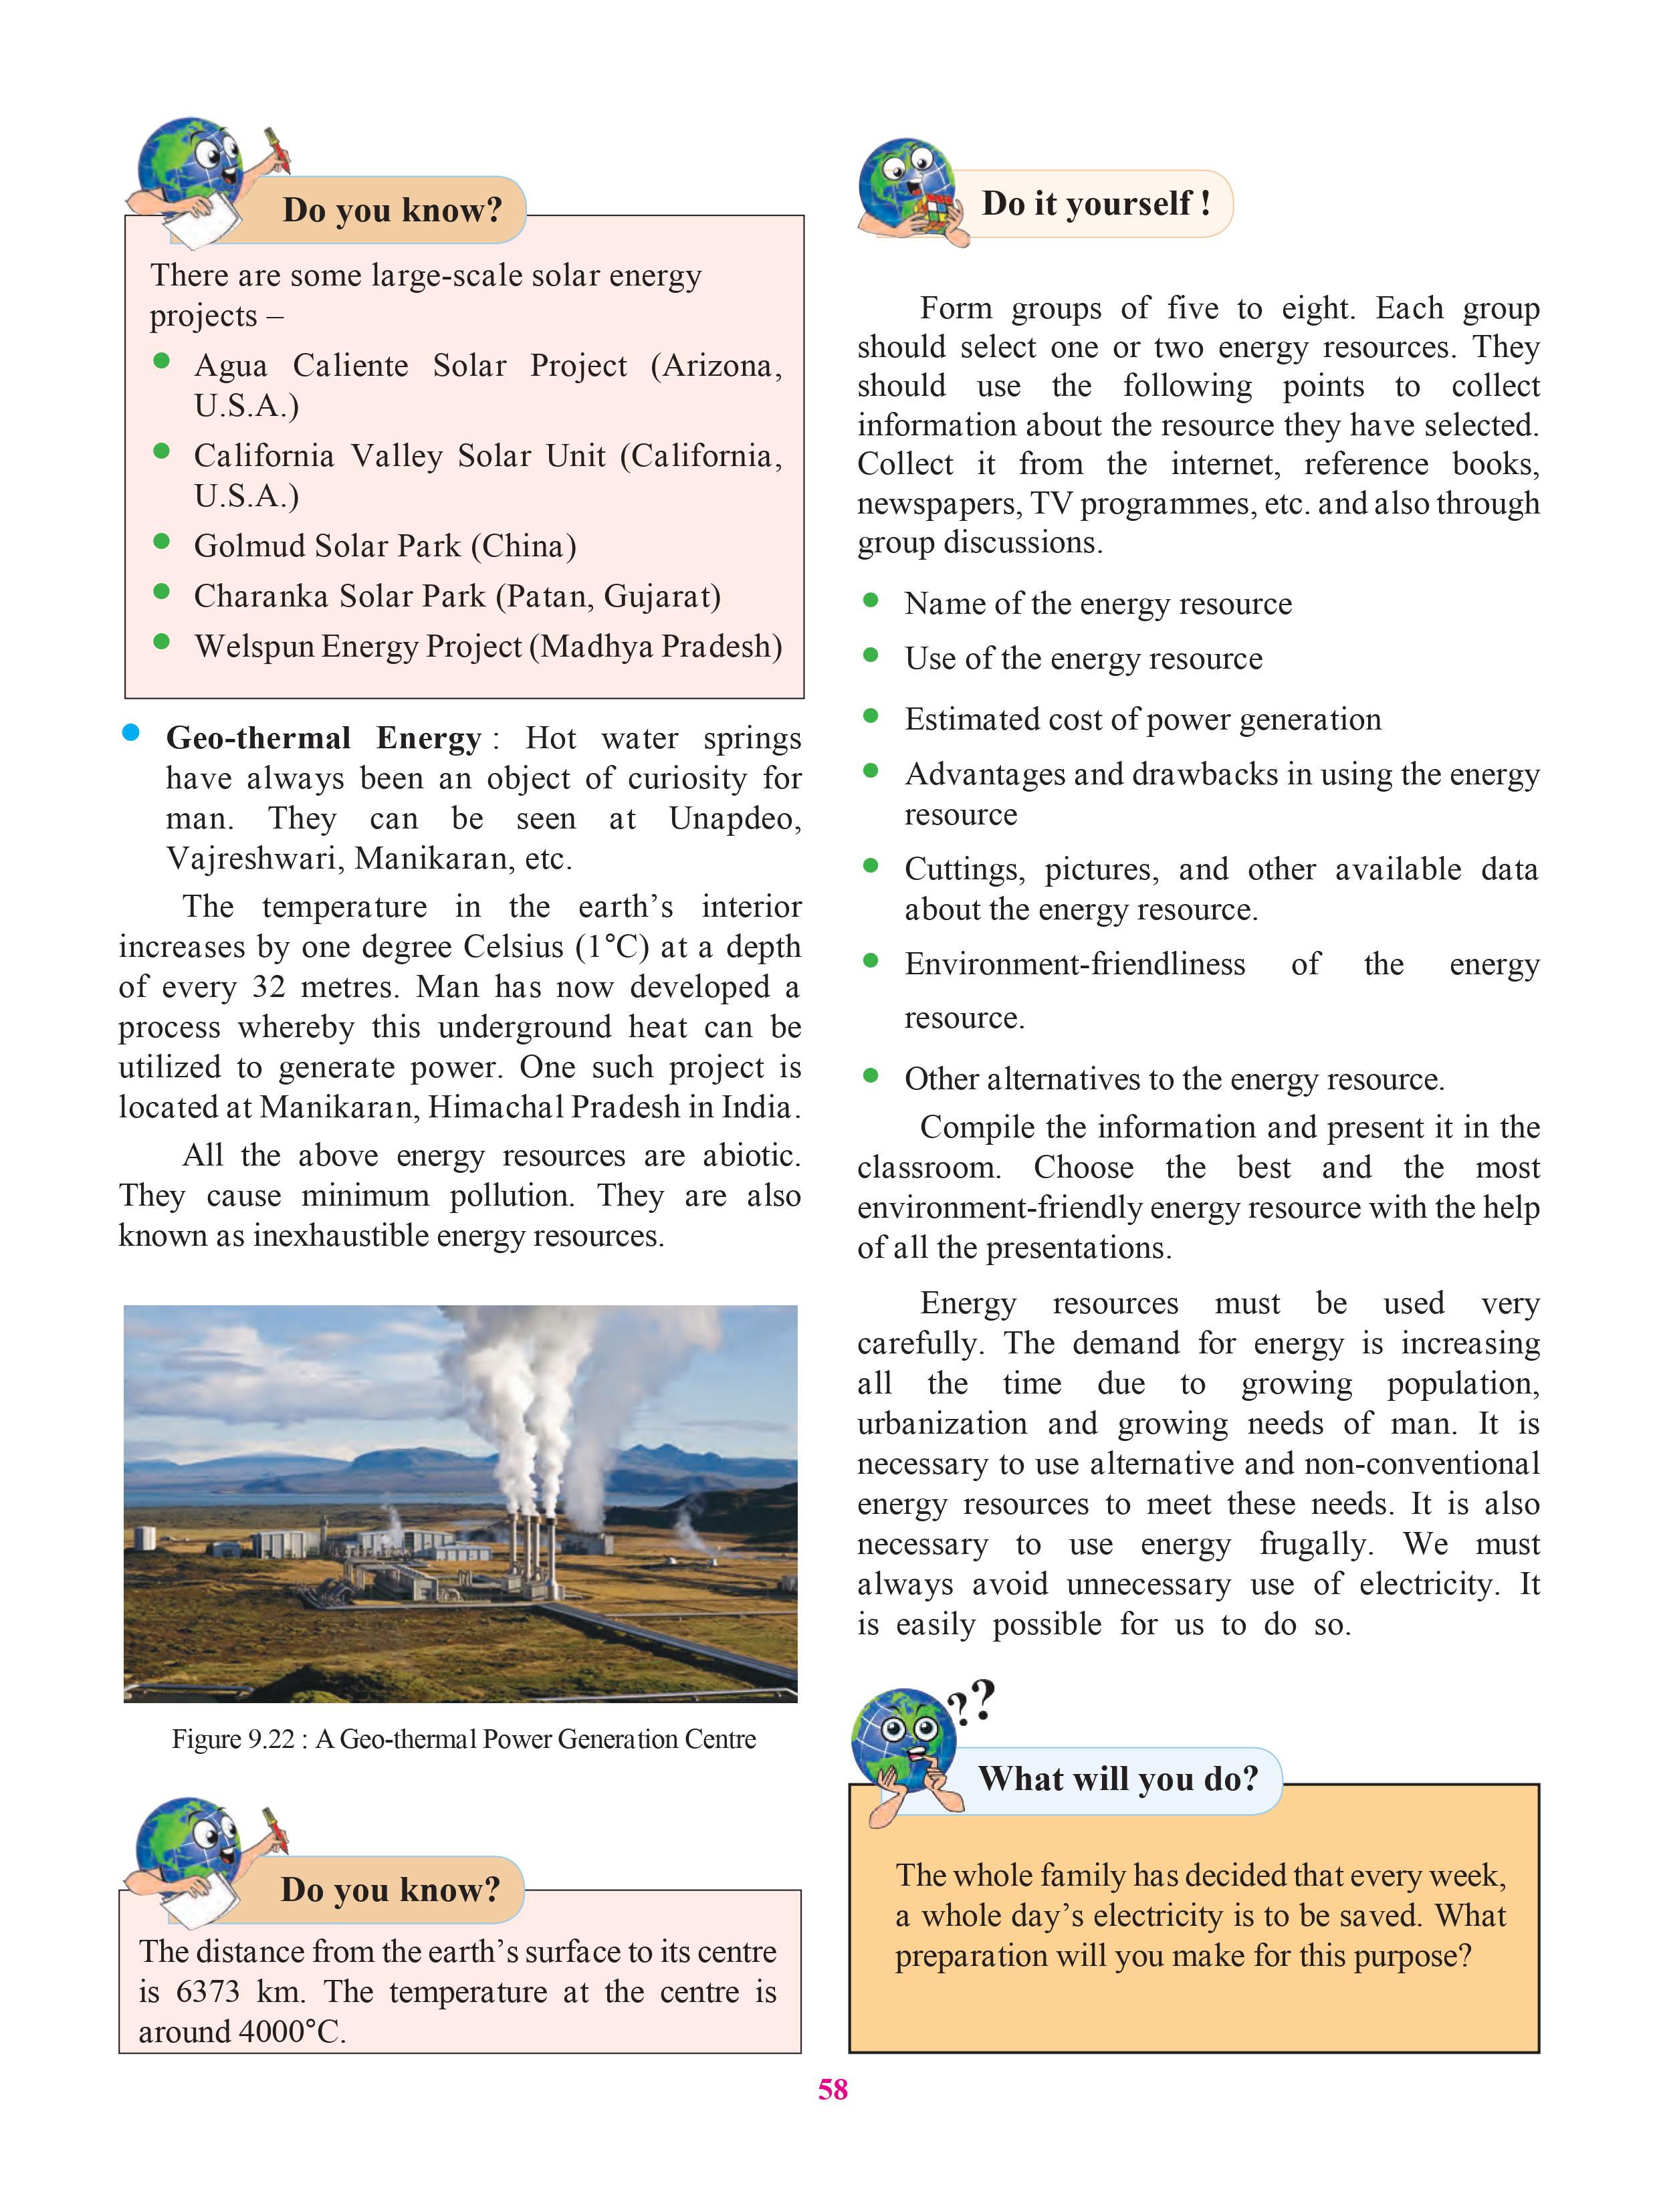 Do you know?
There are some large-scale solar energy
projects –
• Agua Caliente Solar Project (Arizona,
U.S.A.)
• California Valley Solar Unit (California,
U.S.A.)
• Golmud Solar Park (China)
• Charanka Solar Park (Patan, Gujarat)
• Welspun Energy Project (Madhya Pradesh)
• Geo-thermal Energy : Hot water springs
have always been an object of curiosity for
man. They can be seen at Unapdeo,
Vajreshwari, Manikaran, etc.
The temperature in the earth’s interior
increases by one degree Celsius (1°C) at a depth
of every 32 metres. Man has now developed a
process whereby this underground heat can be
utilized to generate power. One such project is
located at Manikaran, Himachal Pradesh in India.
All the above energy resources are abiotic.
They cause minimum pollution. They are also
known as inexhaustible energy resources.
Figure 9.22 : A Geo-thermal Power Generation Centre
Do you know?
The distance from the earth’s surface to its centre
is 6373 km. The temperature at the centre is
around 4000°C.
Do it yourself !
Form groups of five to eight. Each group
should select one or two energy resources. They
should use the following points to collect
information about the resource they have selected.
Collect it from the internet, reference books,
newspapers, TV programmes, etc. and also through
group discussions.
• Name of the energy resource
• Use of the energy resource
• Estimated cost of power generation
• Advantages and drawbacks in using the energy
resource
• Cuttings, pictures, and other available data
about the energy resource.
• Environment-friendliness of the energy
resource.
• Other alternatives to the energy resource.
Compile the information and present it in the
classroom. Choose the best and the most
environment-friendly energy resource with the help
of all the presentations.
Energy resources must be used very
carefully. The demand for energy is increasing
all the time due to growing population,
urbanization and growing needs of man. It is
necessary to use alternative and non-conventional
energy resources to meet these needs. It is also
necessary to use energy frugally. We must
always avoid unnecessary use of electricity. It
is easily possible for us to do so.
??
What will you do?
The whole family has decided that every week,
a whole day’s electricity is to be saved. What
preparation will you make for this purpose?
58